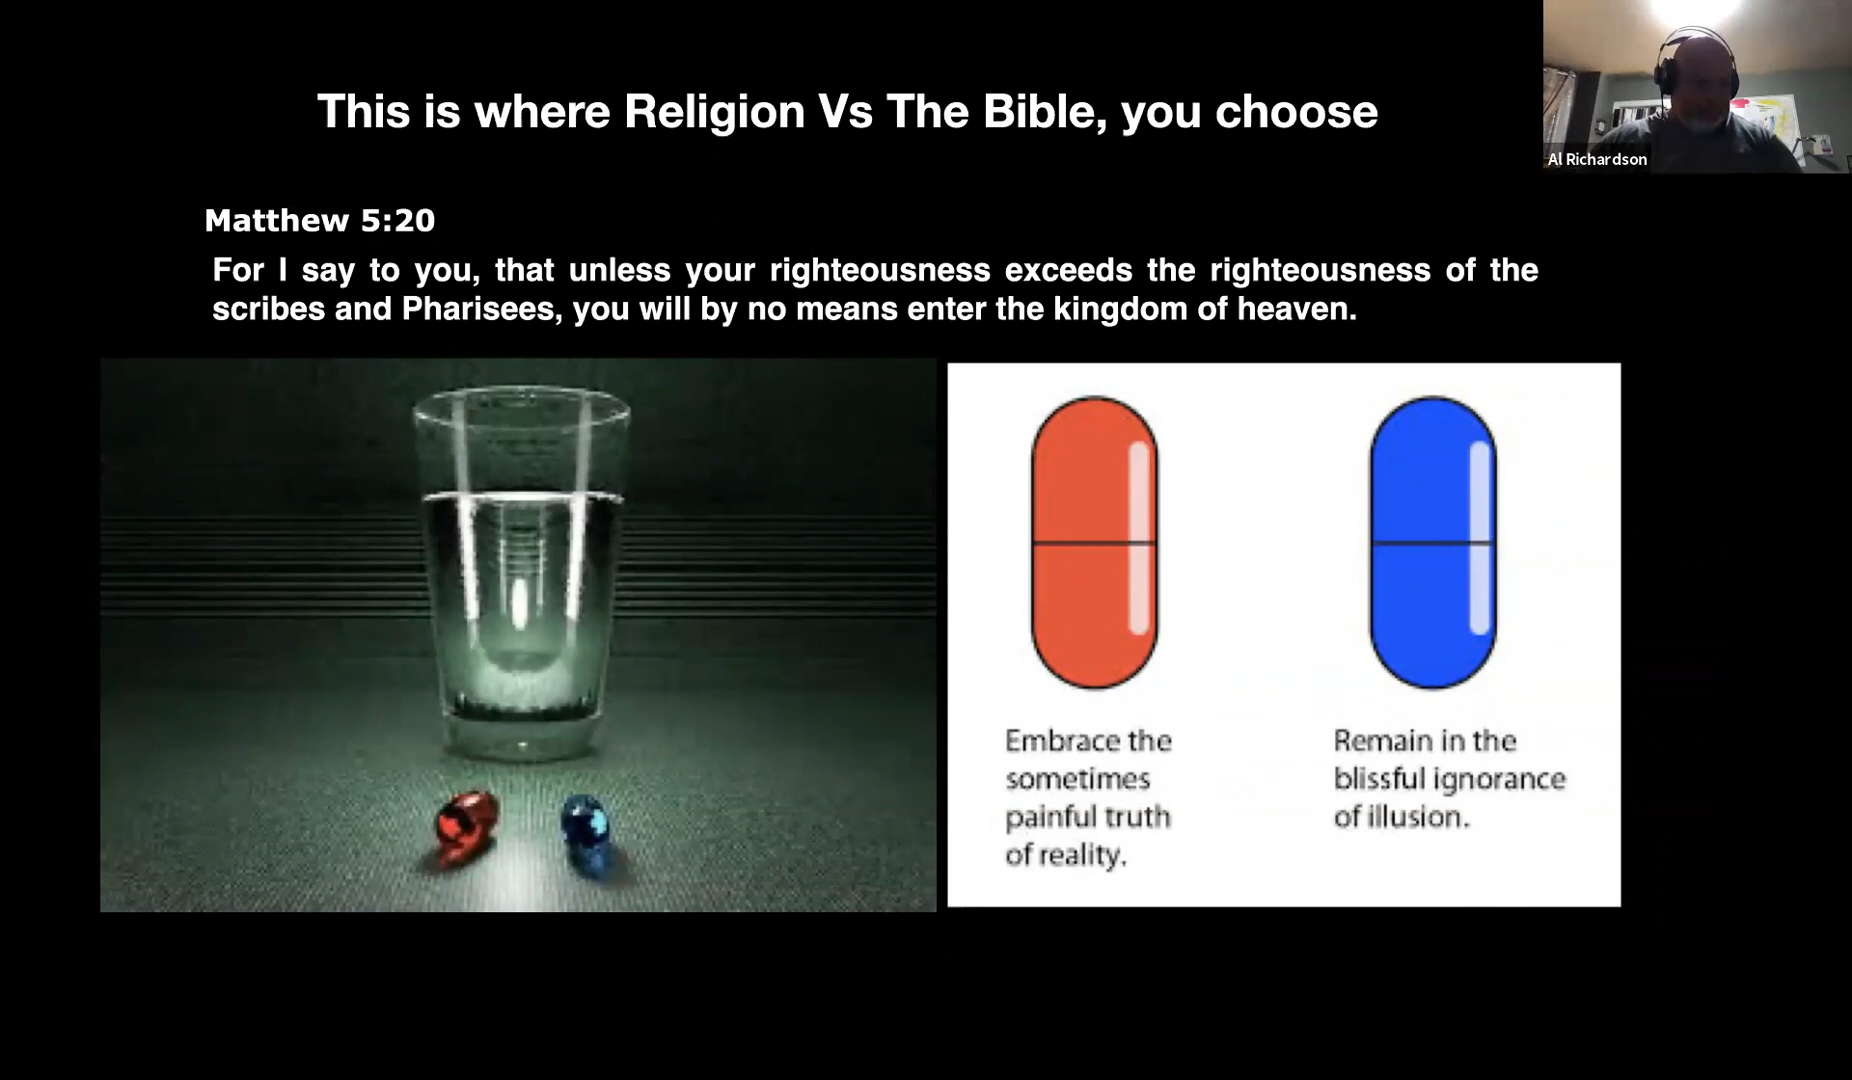 This is where Religion Vs The Bible, you choose
Al Richardson
Matthew 5:20
For I say to you, that unless your righteousness exceeds the righteousness of the
scribes and Pharisees, you will by no means enter the kingdom of heaven.
Embrace the
sometimes
painful truth
of reality.
Remain in the
blissful ignorance
of illusion.